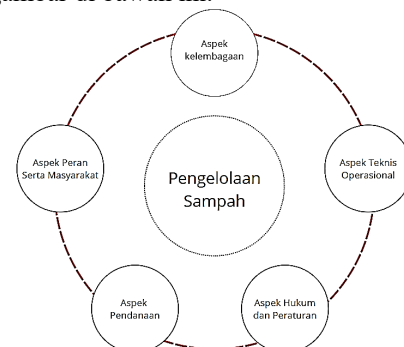 Aspek
kelembagaan
Aspek Peran
Serta Masyarakat
Aspek Teknis
Operasional
Pengelolaan
Sampah
Aspek
Pendanaan
Aspek Hukum
dan Peraturan